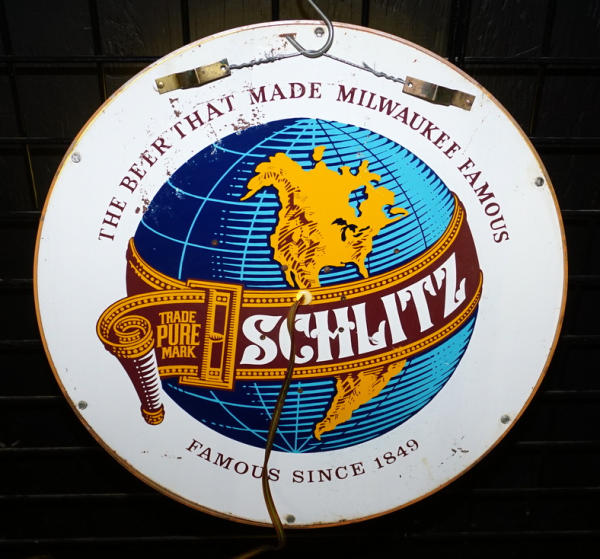 THE BEER THAT MADE MILWAUKEE FAMOUS
TRADE
PURE
MARK
SCHLITZ
FAMOUS SINCE 1849